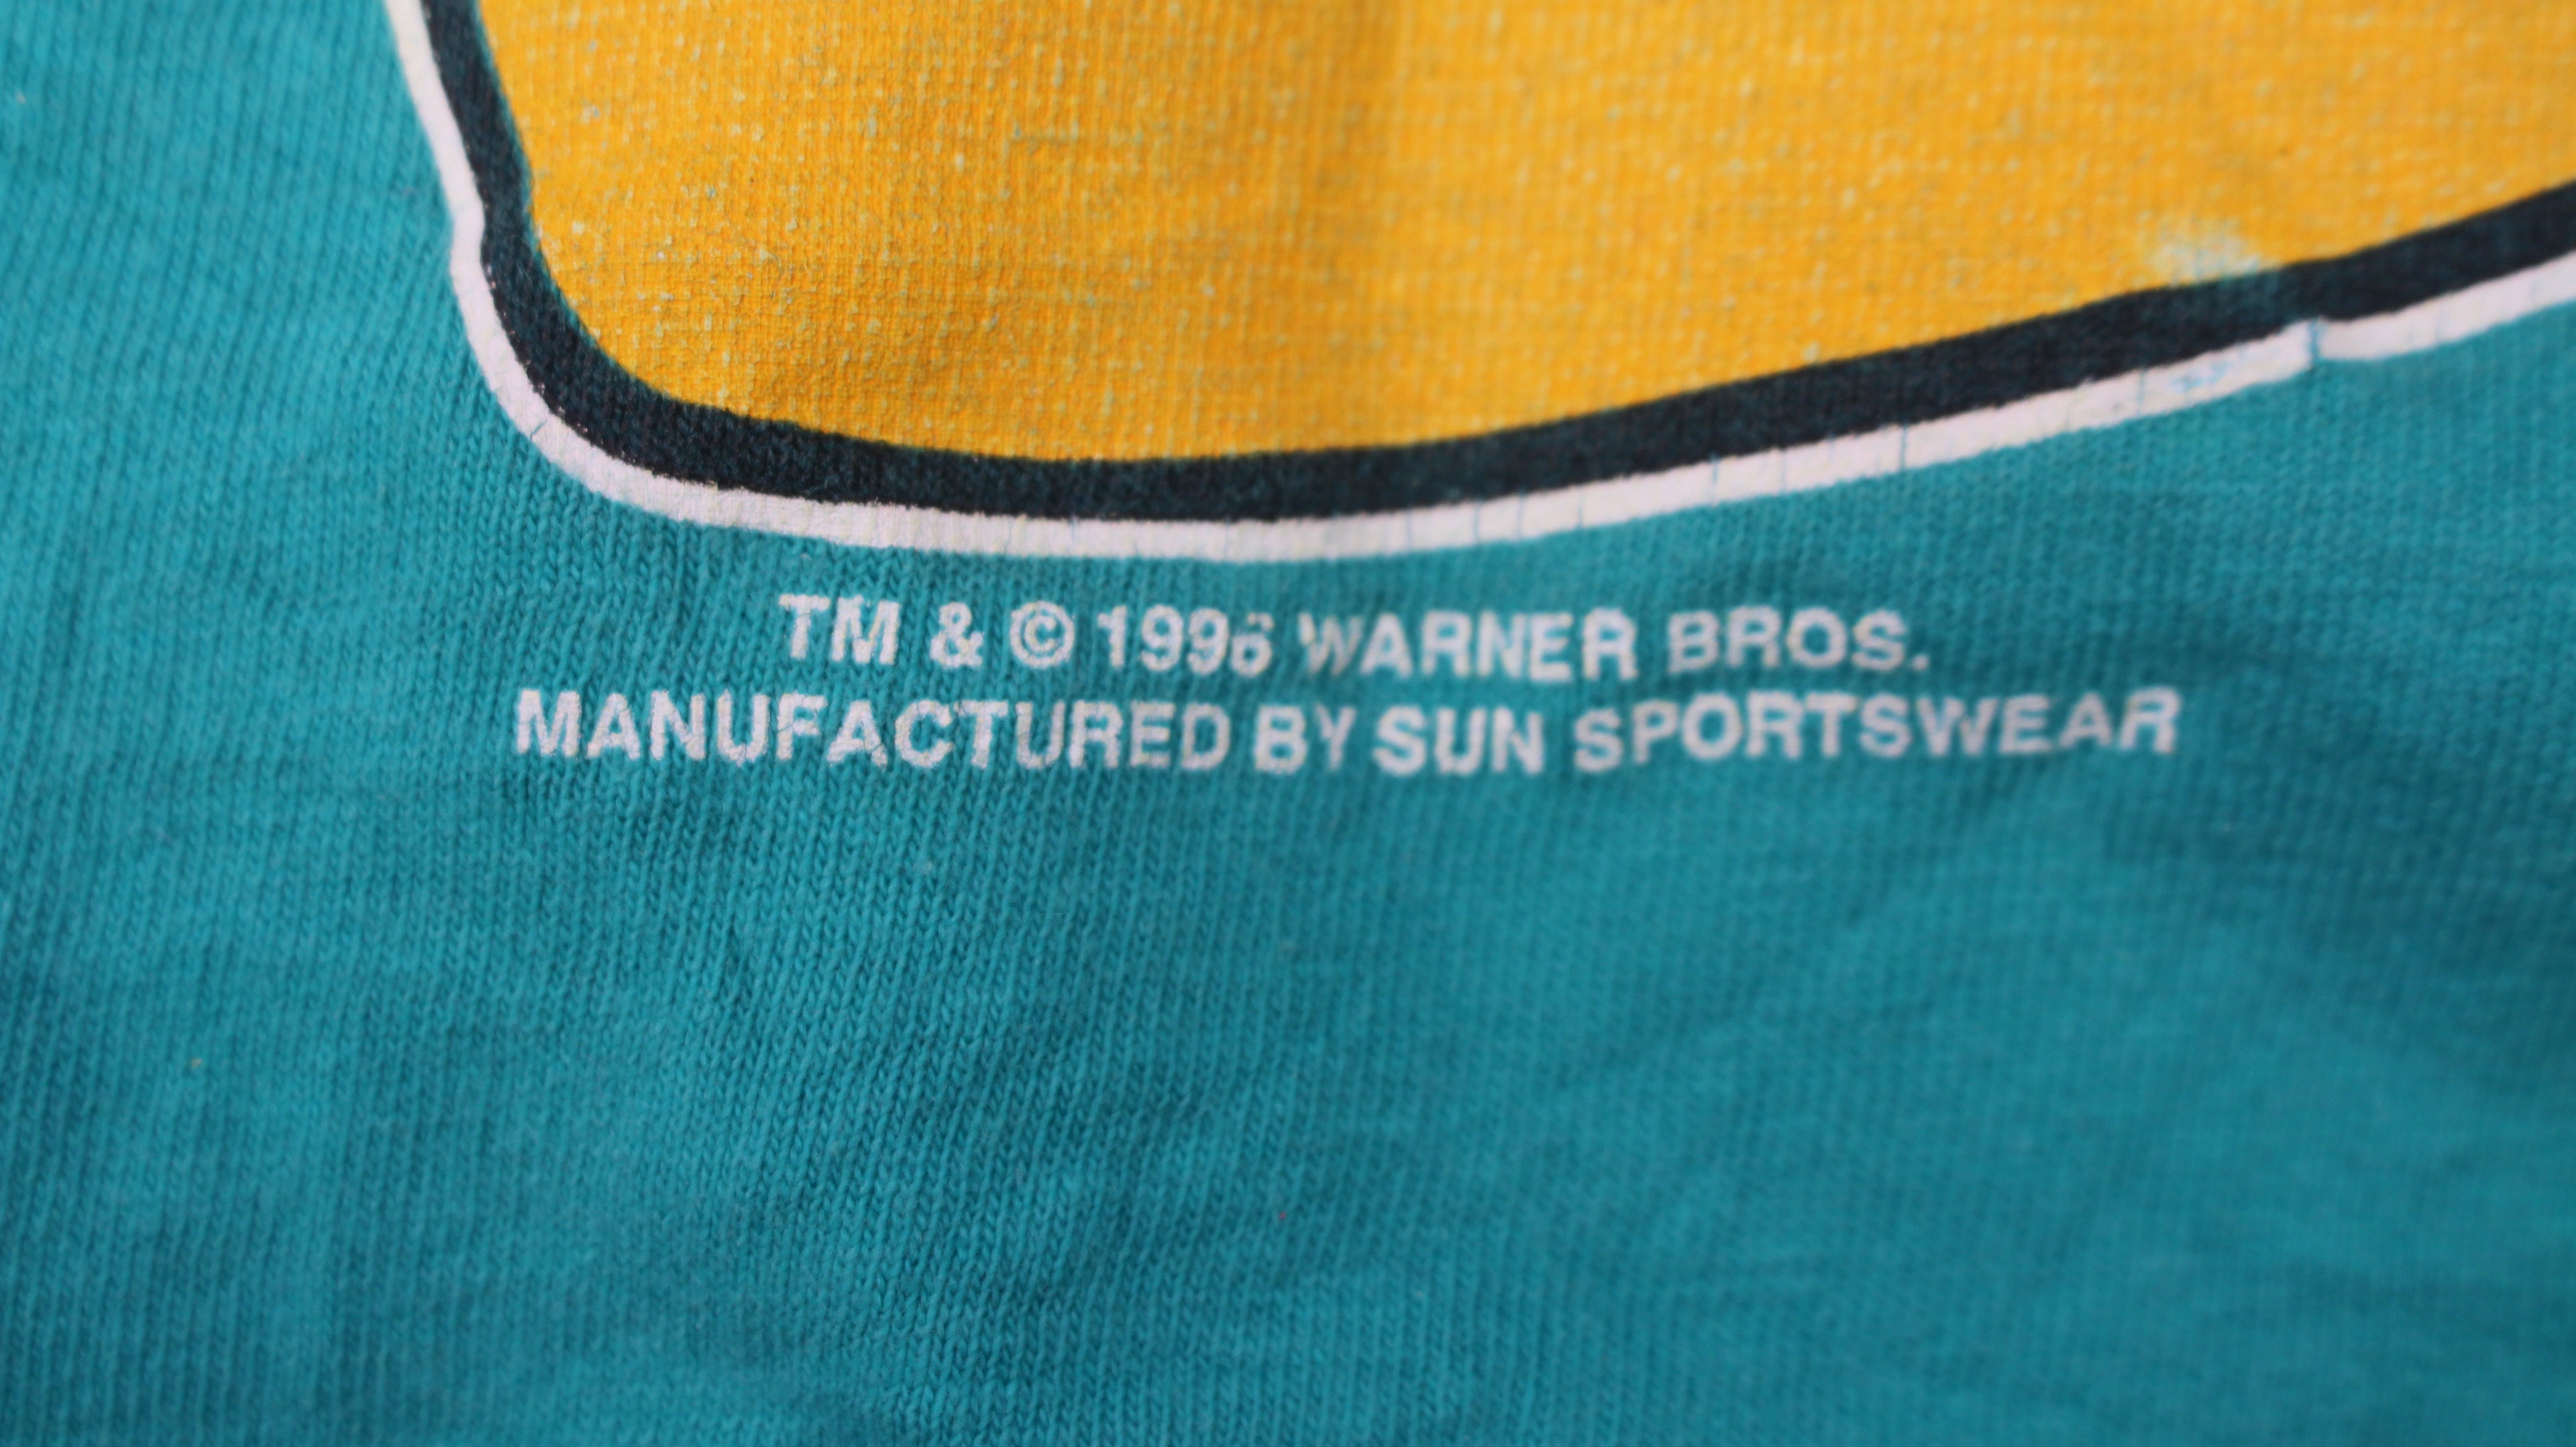 TM & © 1996 WARNER BROS.
MANUFACTURED BY SUN SPORTSWEAR